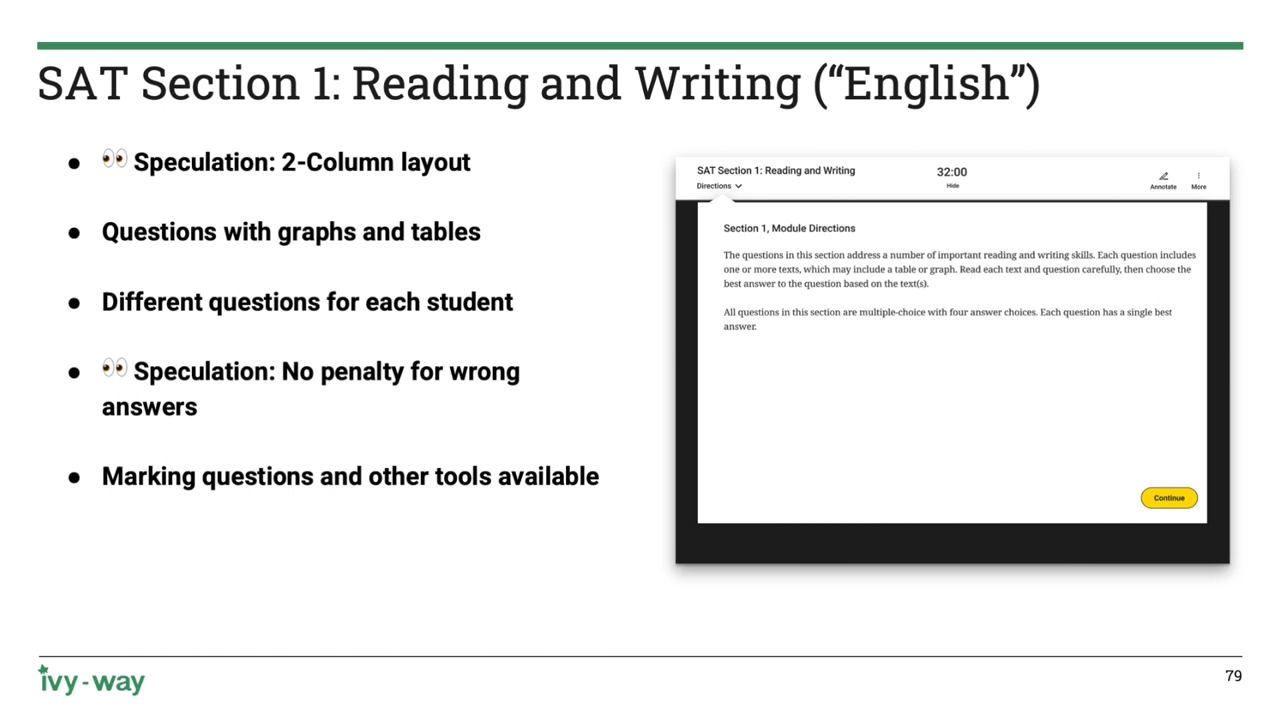 SAT Section 1: Reading and Writing (“English”)
● 👀 Speculation: 2-Column layout
● Questions with graphs and tables
● Different questions for each student
● 👀 Speculation: No penalty for wrong
answers
● Marking questions and other tools available
SAT Section 1: Reading and Writing
Directions
32:00
Hide
Annotate
More
Section 1, Module Directions
The questions in this section address a number of important reading and writing skills. Each question includes
one or more texts, which may include a table or graph. Read each text and question carefully, then choose the
best answer to the question based on the text(s).
All questions in this section are multiple-choice with four answer choices. Each question has a single best
answer.
Continue
ivy-way
79